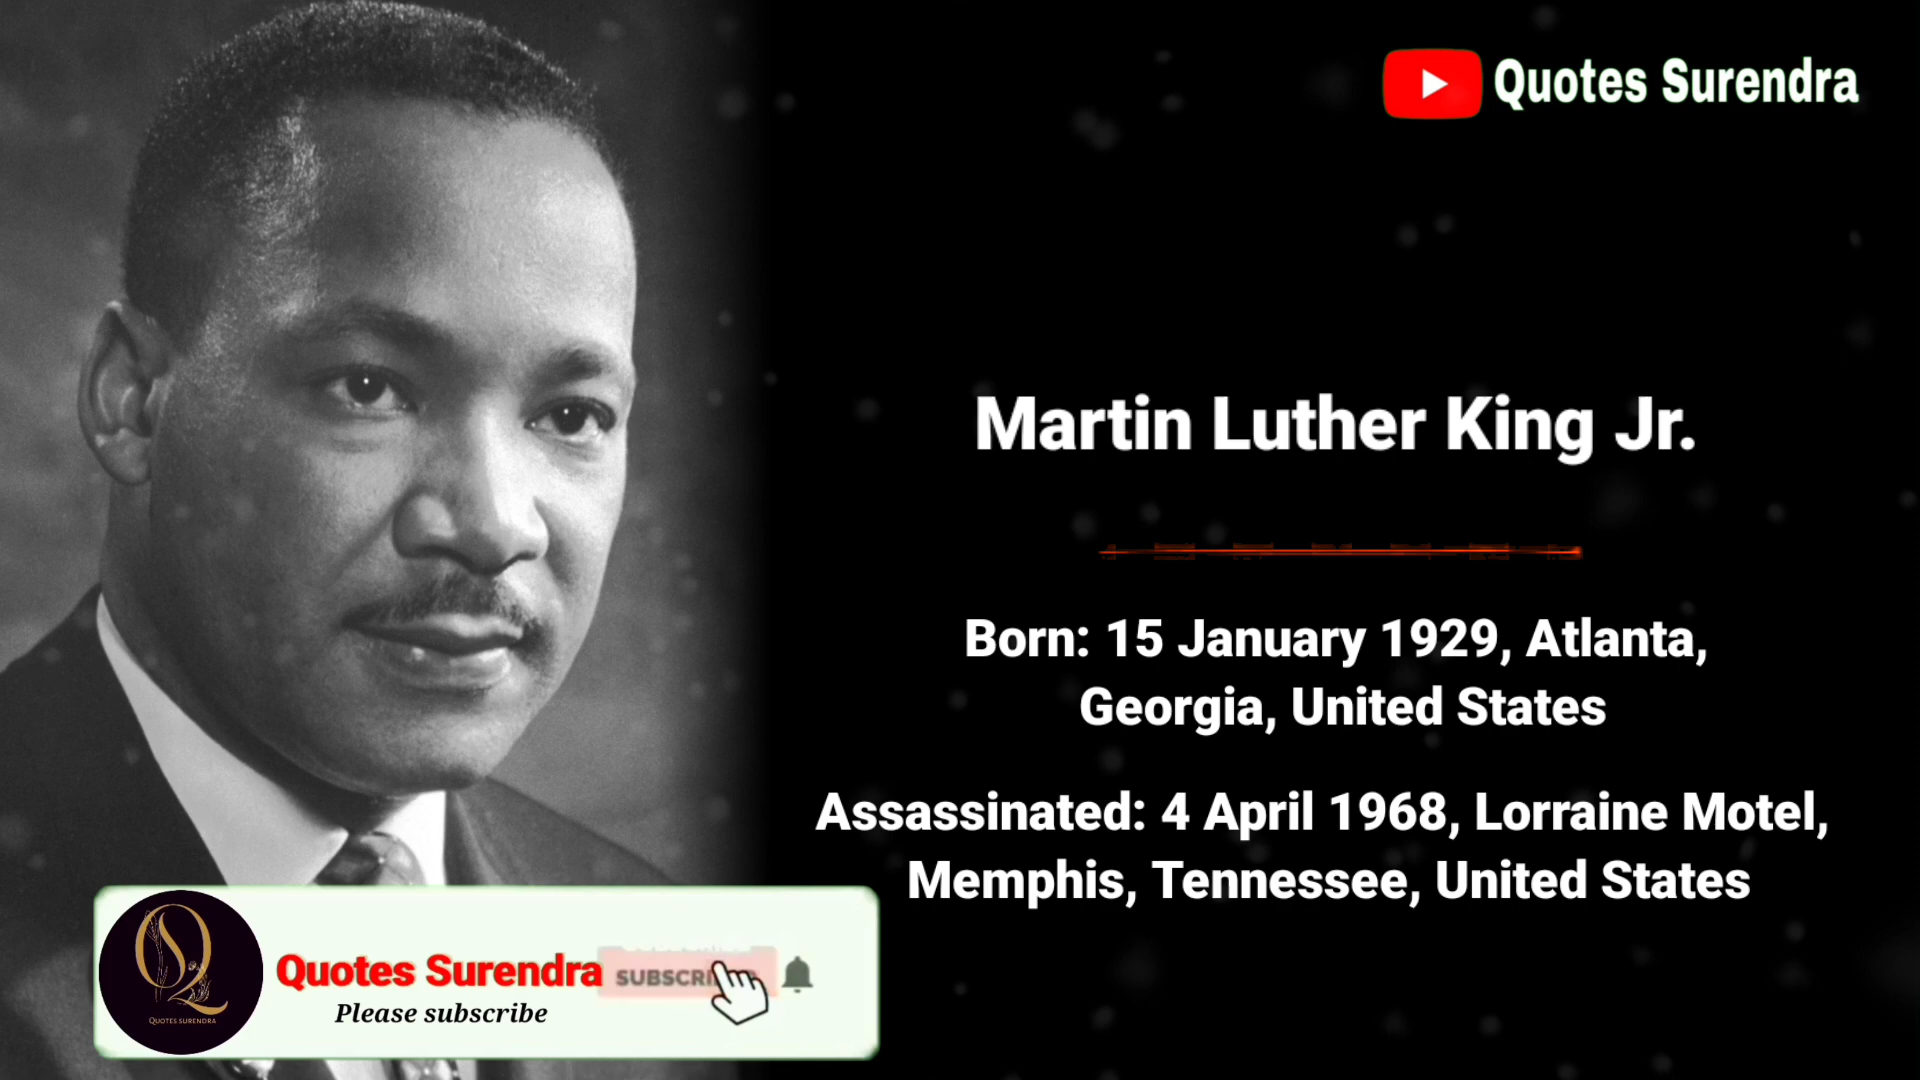 Quotes Surendra
Martin Luther King Jr.
Born: 15 January 1929, Atlanta,
Georgia, United States
Assassinated: 4 April 1968, Lorraine Motel,
Memphis, Tennessee, United States
Quotes Surendra
Please subscribe
QUOTES SURENDRA